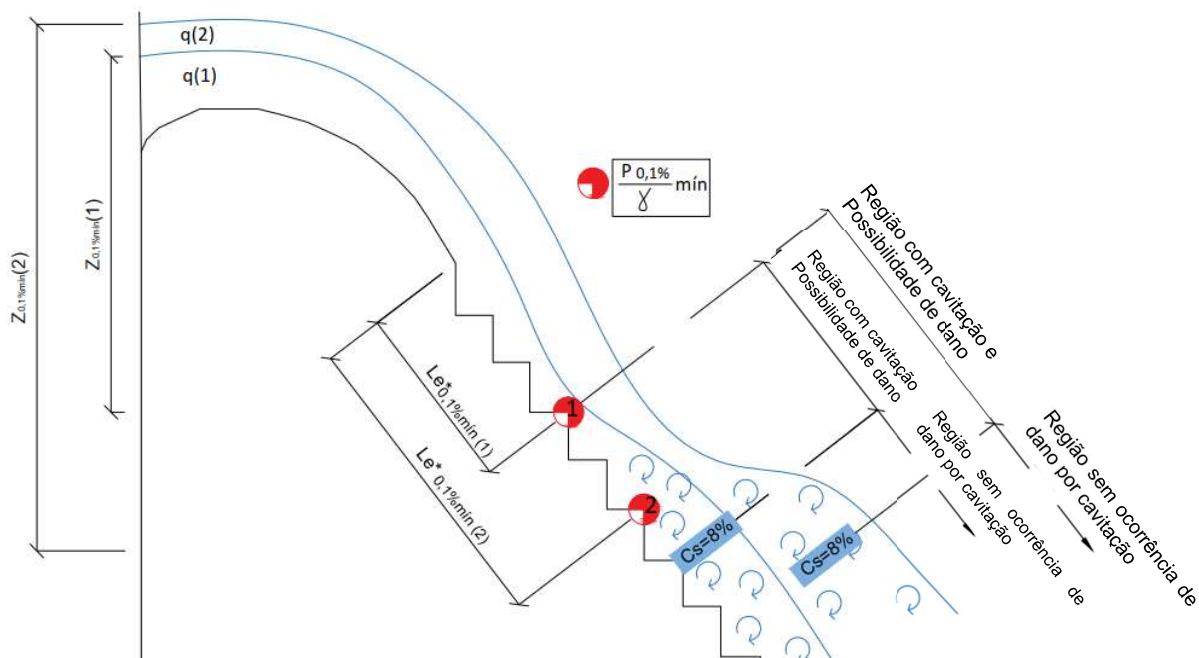 q(2)
q(1)
Z0,1%mín(2)
Z0,1%mín(1)
P 0,1%
γ
mín
Le*0,1%mín (1)
Le*0,1%mín (2)
1
2
Cs=8%
Cs=8%
Região com cavitação e
Possibilidade de dano
Região com cavitação
Possibilidade de dano
Região sem ocorrência de
dano por cavitação
Região sem ocorrência de
dano por cavitação